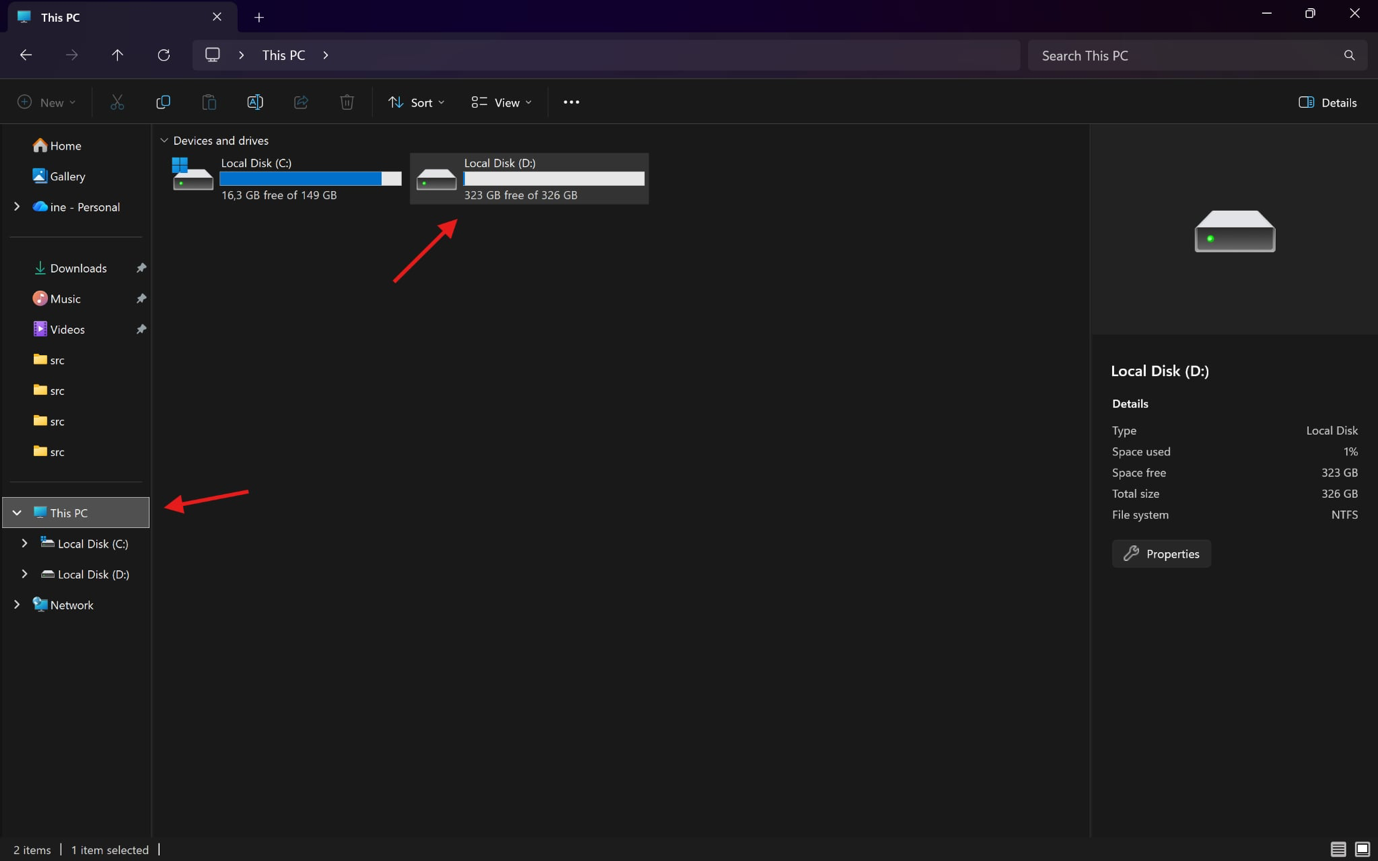 This PC
This PC
Search This PC
New
Sort
View
Details
Home
Gallery
ine - Personal
Downloads
Music
Videos
src
src
src
src
This PC
Local Disk (C:)
Local Disk (D:)
Network
Devices and drives
Local Disk (C:)
16,3 GB free of 149 GB
Local Disk (D:)
323 GB free of 326 GB
Local Disk (D:)
Details
Type Local Disk
Space used 1%
Space free 323 GB
Total size 326 GB
File system NTFS
Properties
2 items 1 item selected